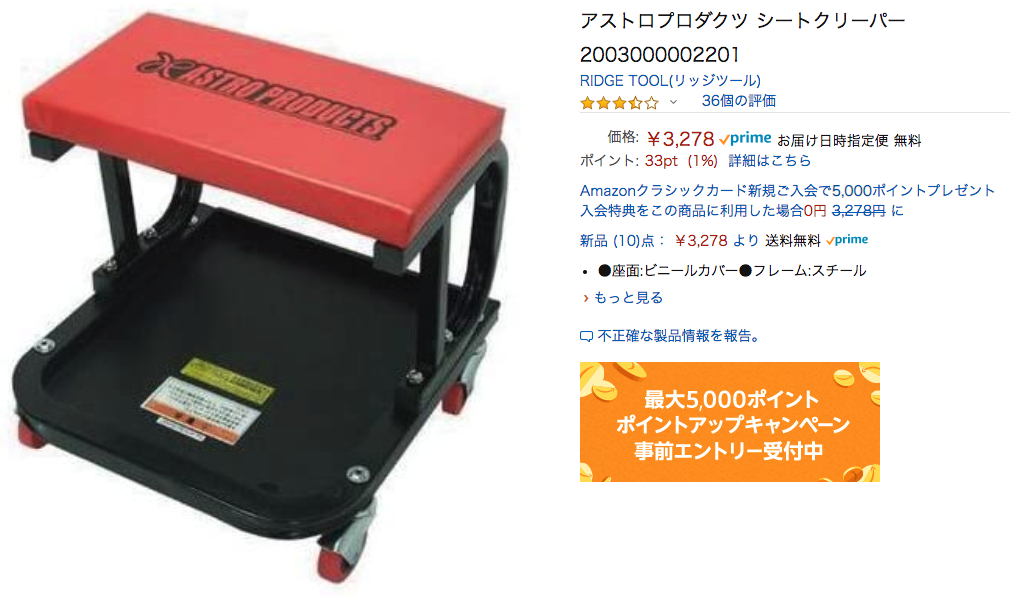 ASTRO PRODUCTS
アストロプロダクツ シートクリーパー
2003000002201
RIDGE TOOL(リッジツール)
36個の評価
価格: ￥3,278 prime お届け日時指定便 無料
ポイント: 33pt (1%) 詳細はこちら
Amazonクラシックカード新規ご入会で5,000ポイントプレゼント
入会特典をこの商品に利用した場合0円 3,278円 に
新品 (10)点： ￥3,278 より 送料無料 prime
• ●座面:ビニールカバー●フレーム:スチール
› もっと見る
不正確な製品情報を報告。
最大5,000ポイント
ポイントアップキャンペーン
事前エントリー受付中